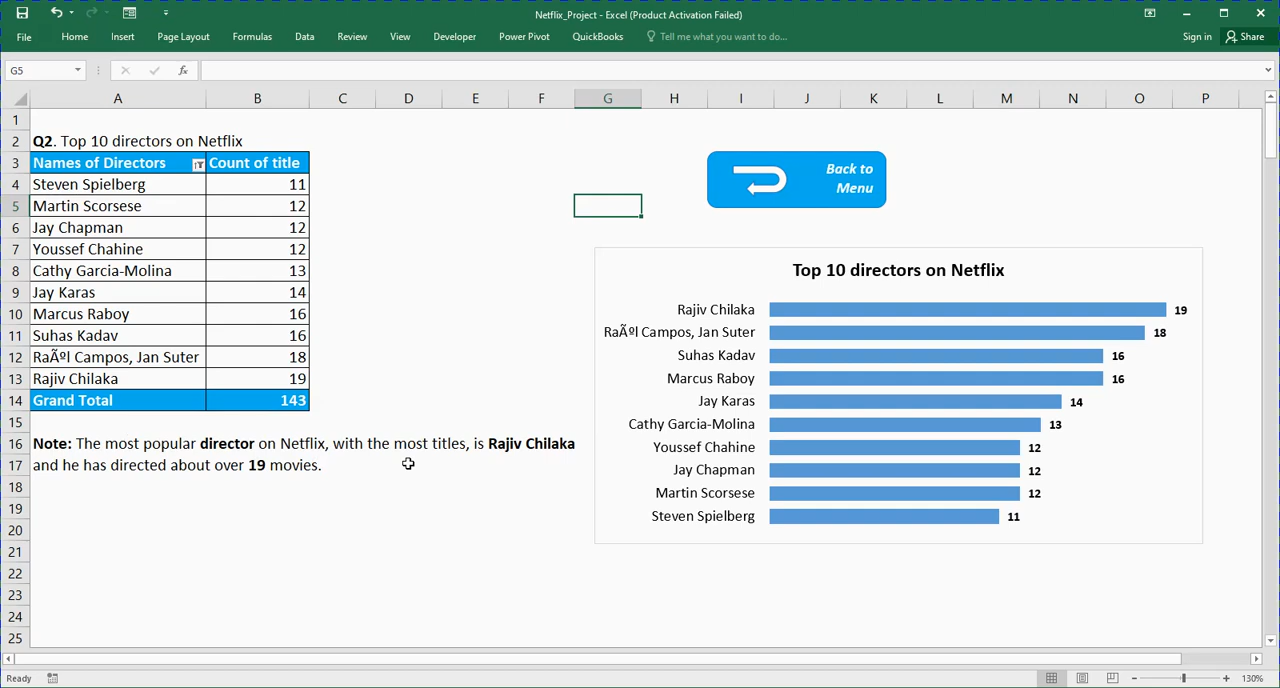 Netflix_Project - Excel (Product Activation Failed)
File Home Insert Page Layout Formulas Data Review View Developer Power Pivot QuickBooks Tell me what you want to do... Sign in Share
G5 fx
A B C D E F G H I J K L M N O P
1
2 Q2. Top 10 directors on Netflix
3 Names of Directors Count of title
4 Steven Spielberg 11
5 Martin Scorsese 12
6 Jay Chapman 12
7 Youssef Chahine 12
8 Cathy Garcia-Molina 13
9 Jay Karas 14
10 Marcus Raboy 16
11 Suhas Kadav 16
12 RaÃºl Campos, Jan Suter 18
13 Rajiv Chilaka 19
14 Grand Total 143
15
16 Note: The most popular director on Netflix, with the most titles, is Rajiv Chilaka
17 and he has directed about over 19 movies.
18
19
20
21
22
23
24
25
Back to
Menu
Top 10 directors on Netflix
Rajiv Chilaka 19
RaÃºl Campos, Jan Suter 18
Suhas Kadav 16
Marcus Raboy 16
Jay Karas 14
Cathy Garcia-Molina 13
Youssef Chahine 12
Jay Chapman 12
Martin Scorsese 12
Steven Spielberg 11
Ready 130%